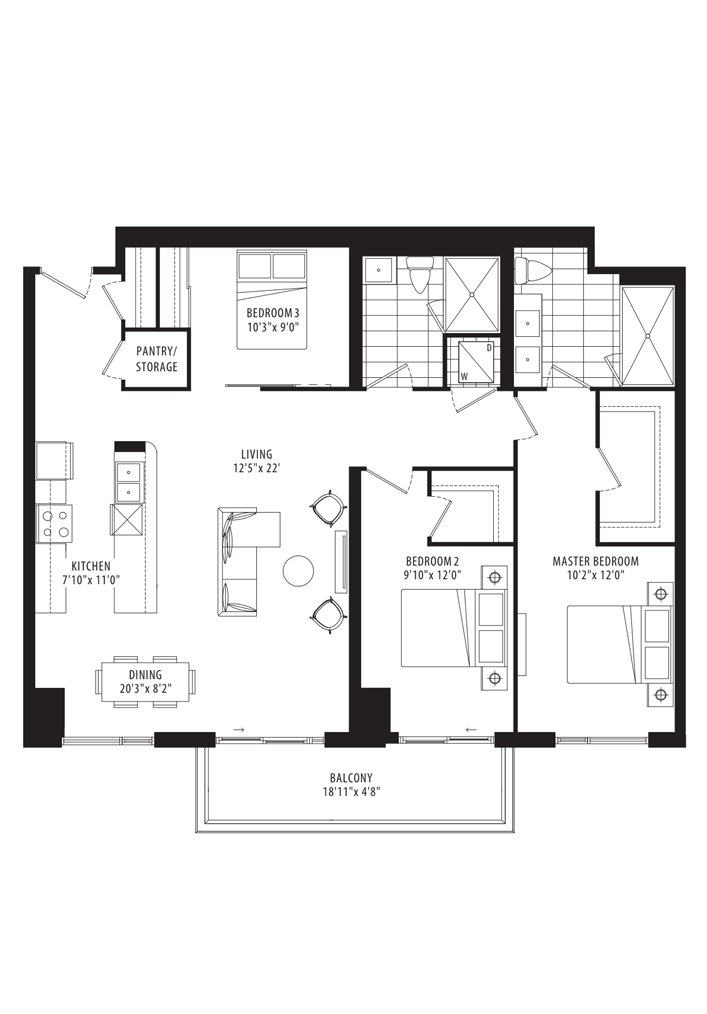 BEDROOM 3
10'3"x 9'0"
PANTRY/
STORAGE
D
W
LIVING
12'5"x 22'
KITCHEN
7'10"x 11'0"
BEDROOM 2
9'10"x 12'0"
MASTER BEDROOM
10'2"x 12'0"
DINING
20'3"x 8'2"
BALCONY
18'11"x 4'8"